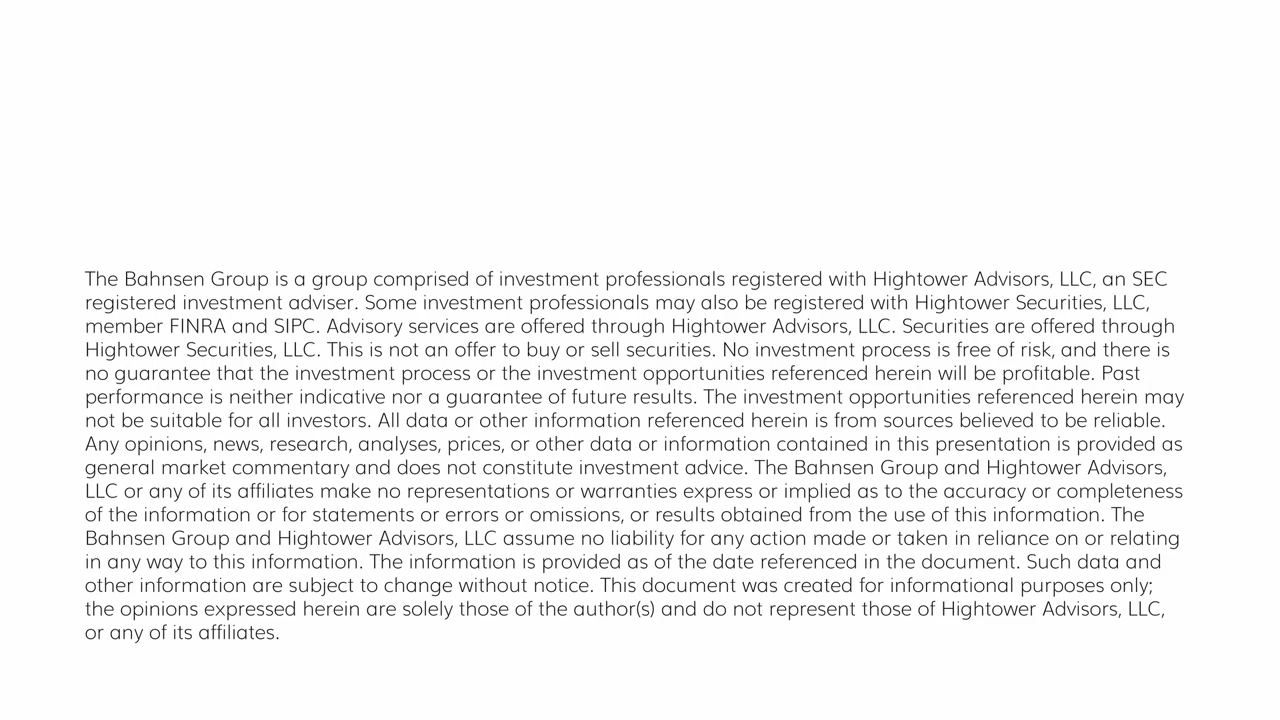 The Bahnsen Group is a group comprised of investment professionals registered with Hightower Advisors, LLC, an SEC
registered investment adviser. Some investment professionals may also be registered with Hightower Securities, LLC,
member FINRA and SIPC. Advisory services are offered through Hightower Advisors, LLC. Securities are offered through
Hightower Securities, LLC. This is not an offer to buy or sell securities. No investment process is free of risk, and there is
no guarantee that the investment process or the investment opportunities referenced herein will be profitable. Past
performance is neither indicative nor a guarantee of future results. The investment opportunities referenced herein may
not be suitable for all investors. All data or other information referenced herein is from sources believed to be reliable.
Any opinions, news, research, analyses, prices, or other data or information contained in this presentation is provided as
general market commentary and does not constitute investment advice. The Bahnsen Group and Hightower Advisors,
LLC or any of its affiliates make no representations or warranties express or implied as to the accuracy or completeness
of the information or for statements or errors or omissions, or results obtained from the use of this information. The
Bahnsen Group and Hightower Advisors, LLC assume no liability for any action made or taken in reliance on or relating
in any way to this information. The information is provided as of the date referenced in the document. Such data and
other information are subject to change without notice. This document was created for informational purposes only;
the opinions expressed herein are solely those of the author(s) and do not represent those of Hightower Advisors, LLC,
or any of its affiliates.